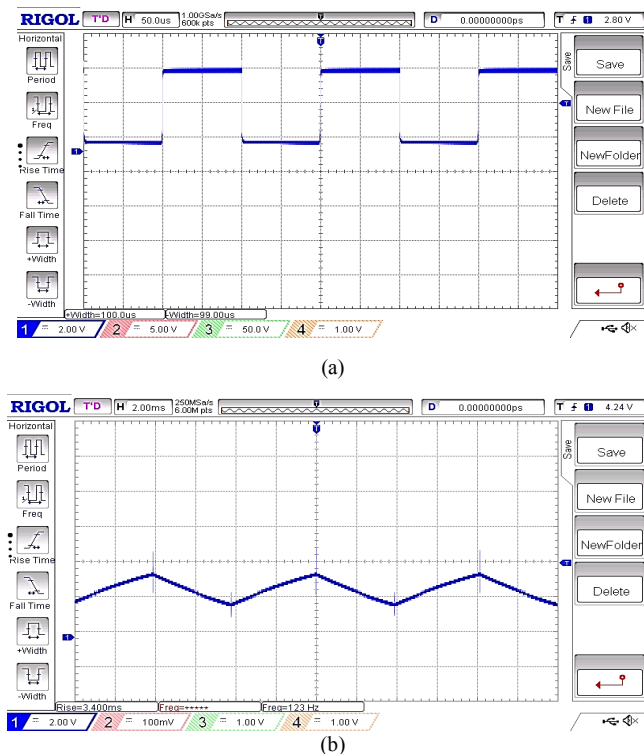 RIGOL T'D H 50.0us 1.00GSa/s 600k pts D 0.00000000ps T 1 2.80 V
Horizontal
Period
Freq
Rise Time
Fall Time
+Width
-Width
T
1
T
Save
Save
New File
NewFolder
Delete
+Width=100.0us -Width=99.00us
1 2.00 V 2 5.00 V 3 50.0 V 4 1.00 V
(a)
RIGOL T'D H 2.00ms 250MSa/s 6.00M pts D 0.00000000ps T 1 4.24 V
Horizontal
Period
Freq
Rise Time
Fall Time
+Width
-Width
T
1
T
Save
Save
New File
NewFolder
Delete
Rise=3.400ms Freq=***** Freq=123 Hz
1 2.00 V 2 100mV 3 1.00 V 4 1.00 V
(b)